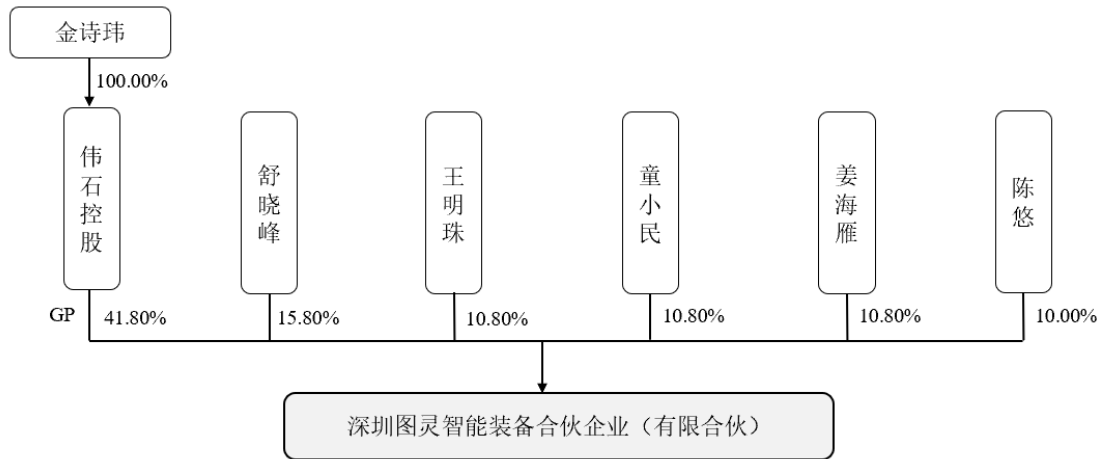 金诗玮
100.00%
伟石控股
舒晓峰
王明珠
童小民
姜海雁
陈悠
GP
41.80%
15.80%
10.80%
10.80%
10.80%
10.00%
深圳图灵智能装备合伙企业（有限合伙）